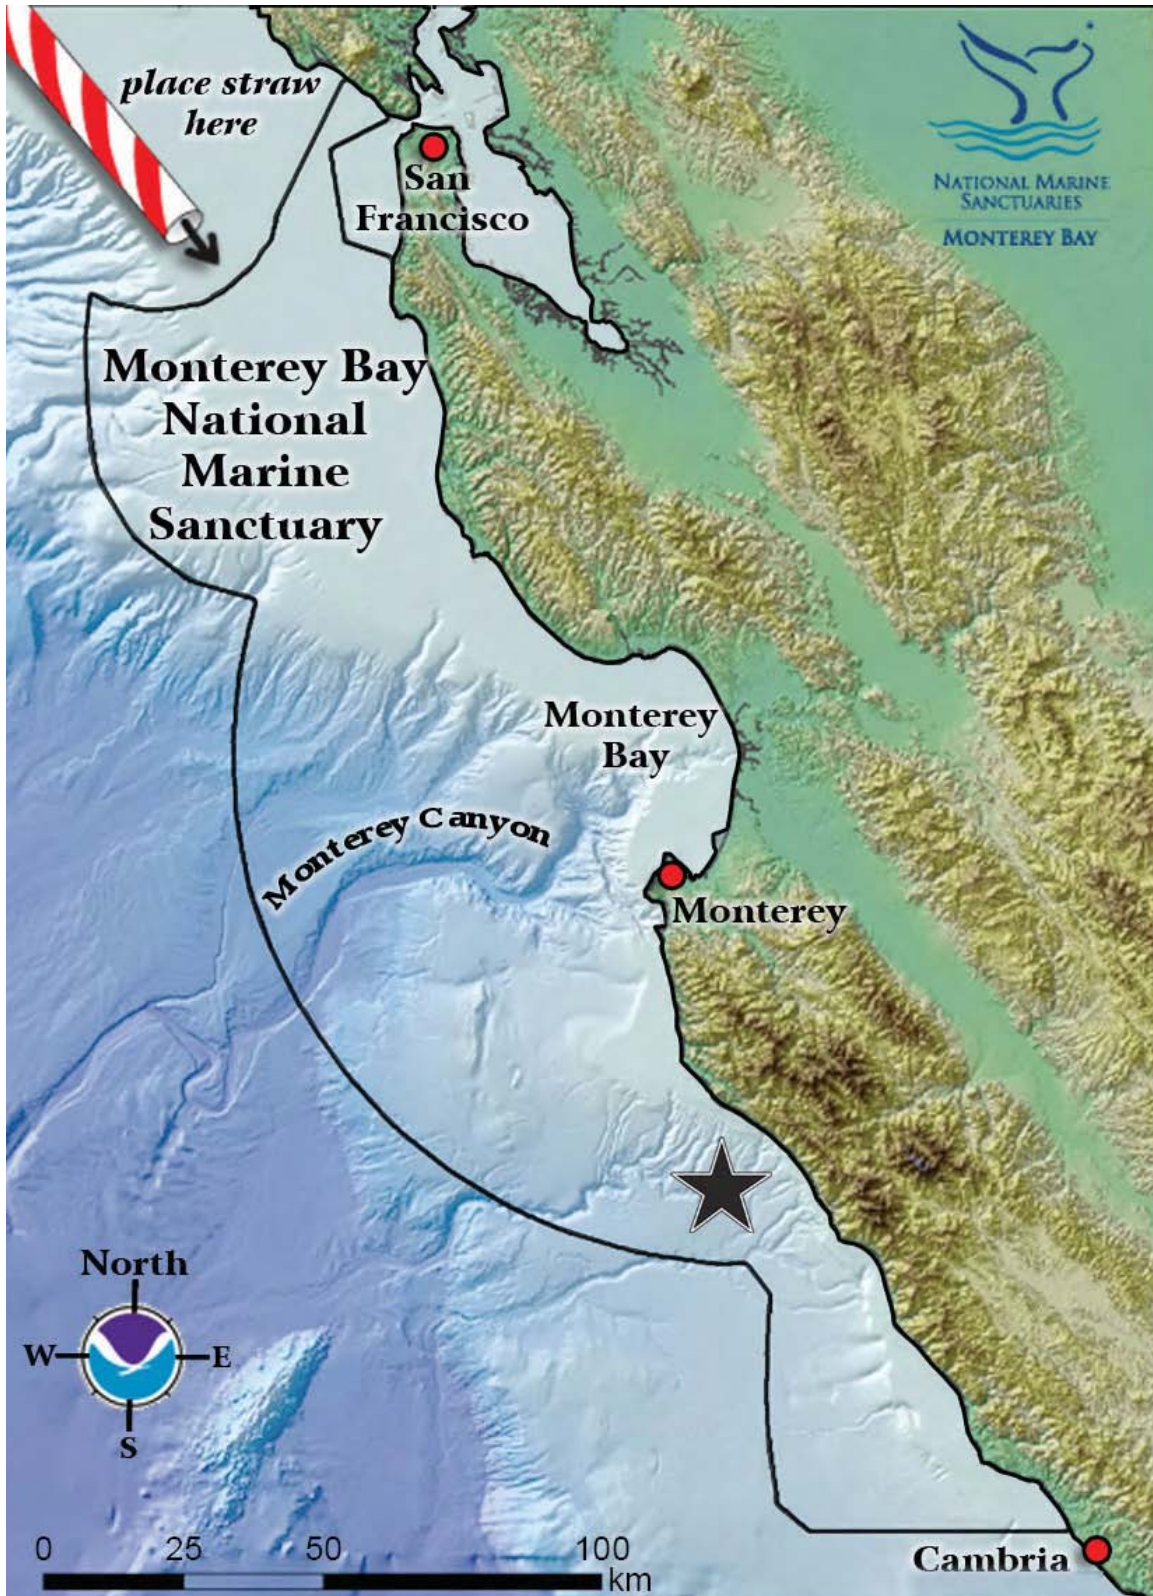 place straw
here
San
Francisco
NATIONAL MARINE
SANCTUARIES
MONTEREY BAY
Monterey Bay
National
Marine
Sanctuary
Monterey
Bay
Monterey Canyon
Monterey
North
W
E
S
0 25 50 100
km
Cambria